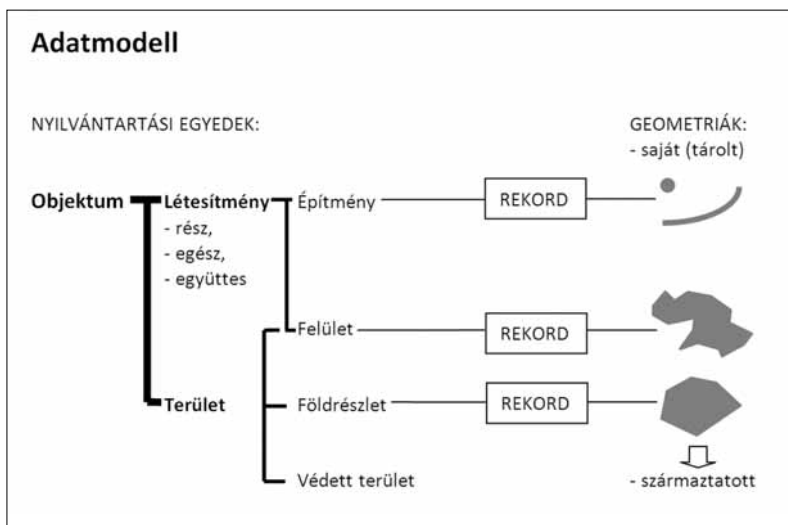 Adatmodell
NYILVÁNTARTÁSI EGYEDEK:
GEOMETRIÁK:
- saját (tárolt)
Objektum
Létesítmény
- rész,
- egész,
- együttes
Építmény
REKORD
Felület
REKORD
Terület
Földrészlet
REKORD
Védett terület
- származtatott